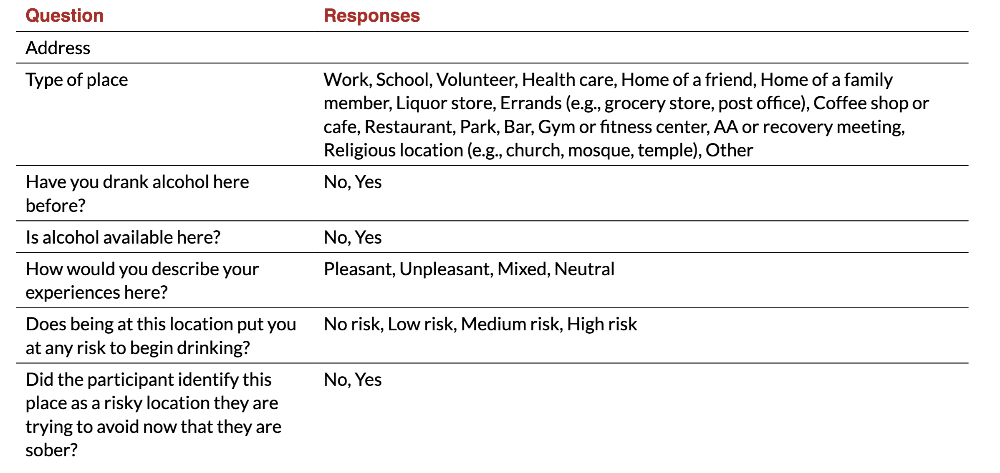 Question Responses
Address
Type of place Work, School, Volunteer, Health care, Home of a friend, Home of a family
member, Liquor store, Errands (e.g., grocery store, post office), Coffee shop or
cafe, Restaurant, Park, Bar, Gym or fitness center, AA or recovery meeting,
Religious location (e.g., church, mosque, temple), Other
Have you drank alcohol here No, Yes
before?
Is alcohol available here? No, Yes
How would you describe your Pleasant, Unpleasant, Mixed, Neutral
experiences here?
Does being at this location put you No risk, Low risk, Medium risk, High risk
at any risk to begin drinking?
Did the participant identify this No, Yes
place as a risky location they are
trying to avoid now that they are
sober?